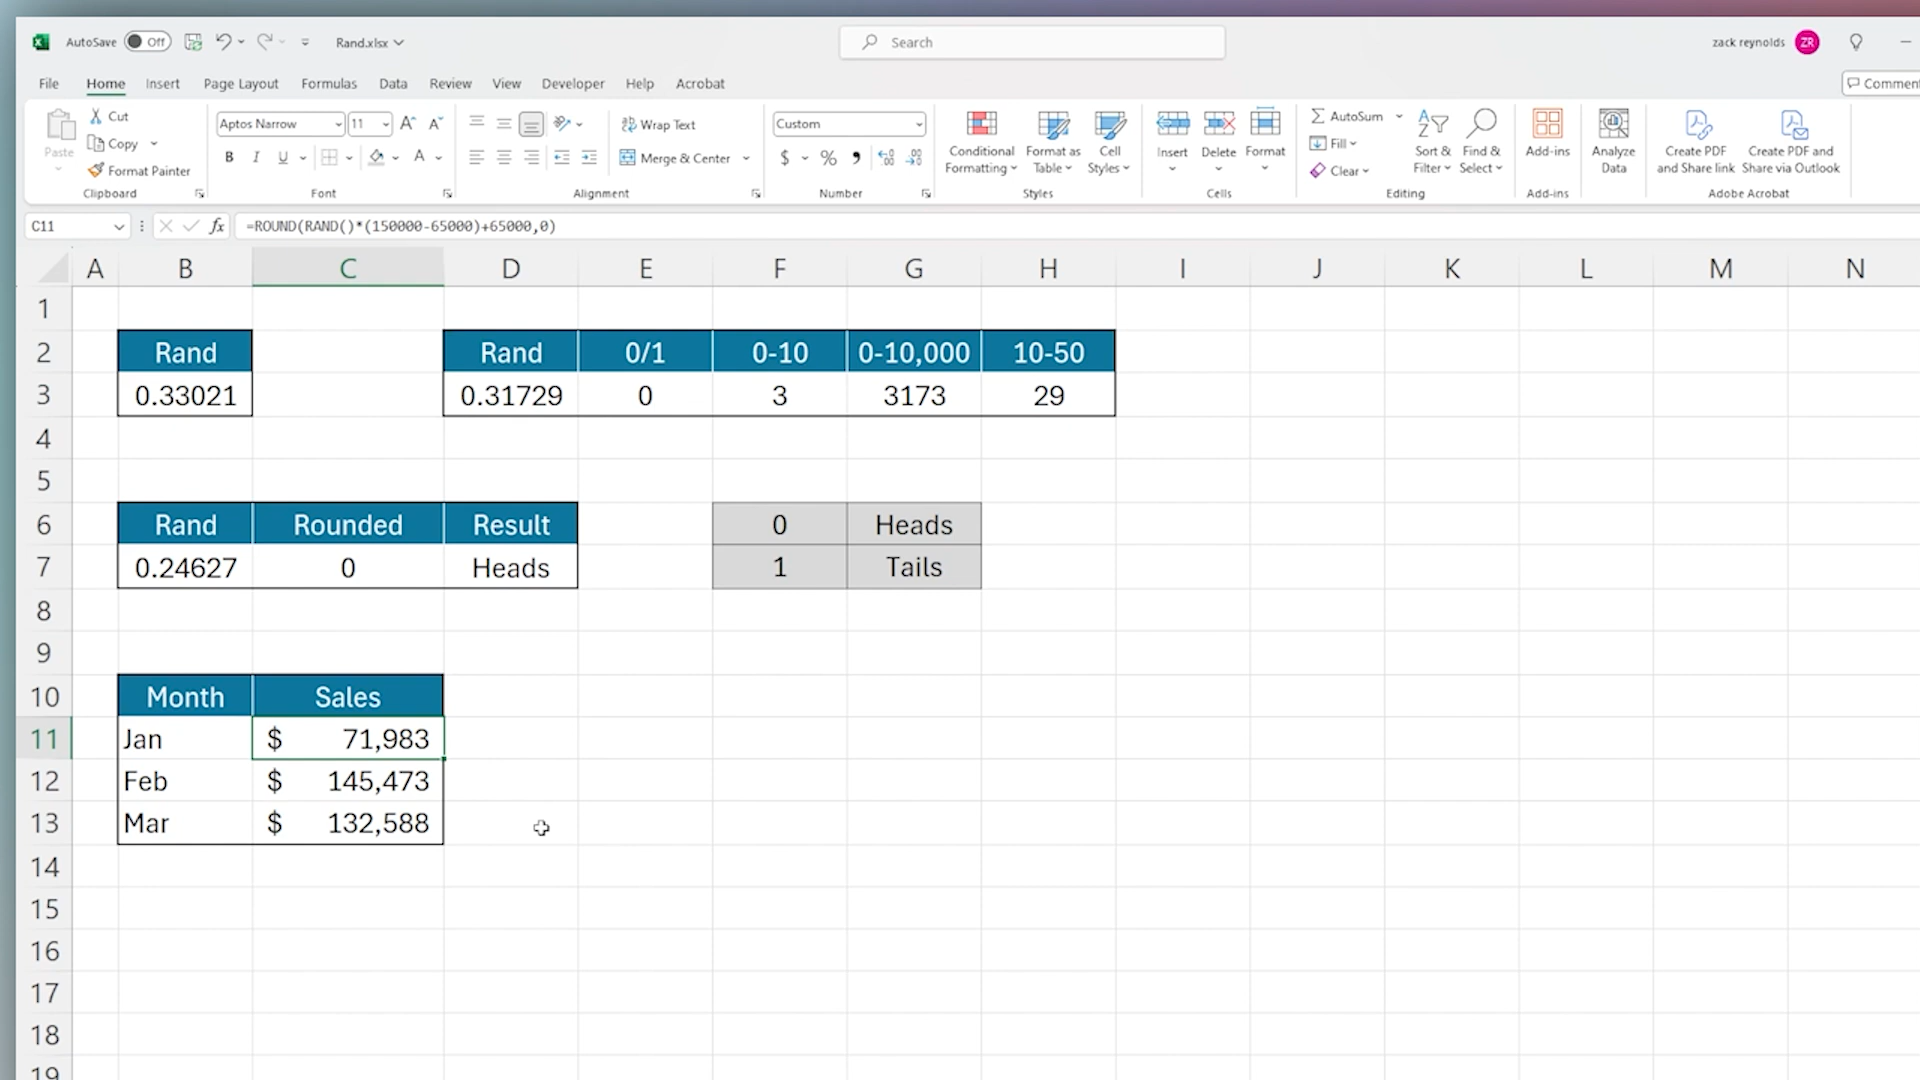 AutoSave Off Rand.xlsx Search zack reynolds ZR
File Home Insert Page Layout Formulas Data Review View Developer Help Acrobat Comment
Paste Cut Copy Format Painter Clipboard
Aptos Narrow 11 A A B I U A Font
Wrap Text Merge & Center Alignment
Custom $ % Number
Conditional Formatting Format as Table Cell Styles Styles
Insert Delete Format Cells
AutoSum Fill Clear Sort & Filter Find & Select Editing
Add-ins Add-ins
Analyze Data
Create PDF and Share link Create PDF and Share via Outlook Adobe Acrobat
C11 fx =ROUND(RAND()*(150000-65000)+65000,0)
A B C D E F G H I J K L M N
1
2 Rand Rand 0/1 0-10 0-10,000 10-50
3 0.33021 0.31729 0 3 3173 29
4
5
6 Rand Rounded Result 0 Heads
7 0.24627 0 Heads 1 Tails
8
9
10 Month Sales
11 Jan $ 71,983
12 Feb $ 145,473
13 Mar $ 132,588
14
15
16
17
18
19